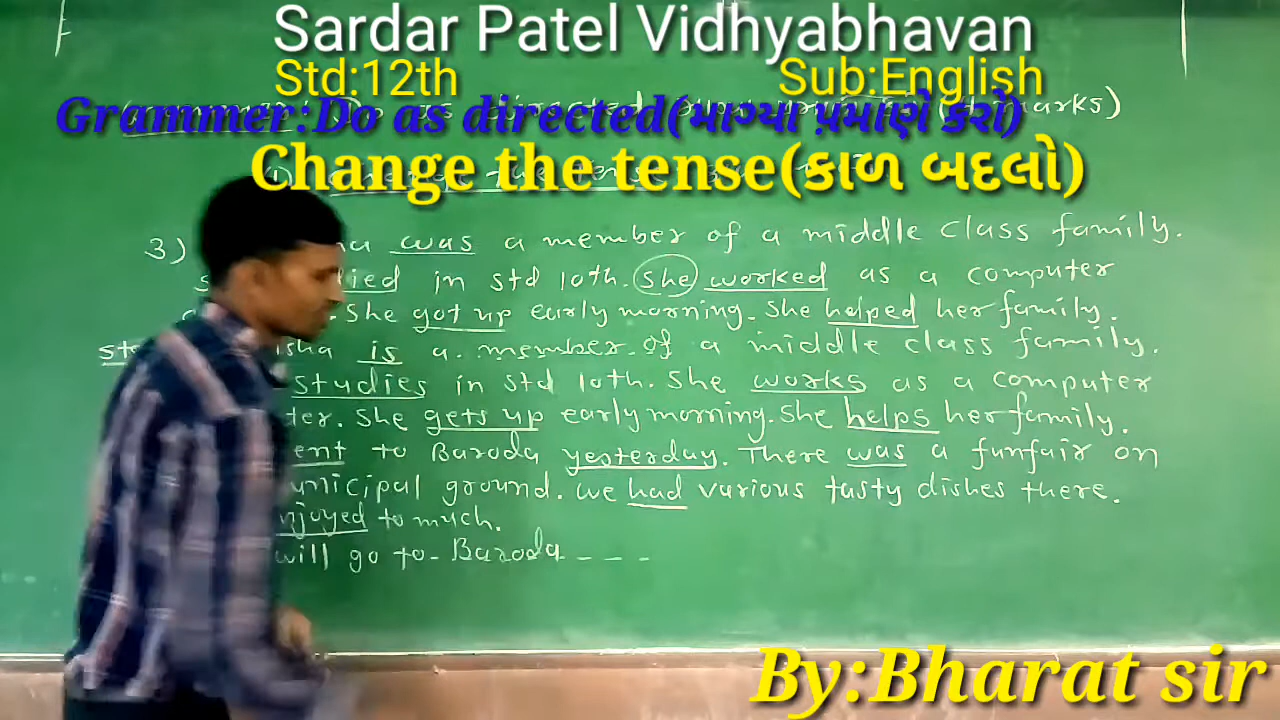 Sardar Patel Vidhyabhavan
Std:12th Sub:English
Grammer:Do as directed(માગ્યા પ્રમાણે કરો) marks)
Change the tense(કાળ બદલો)
3) was a member of a middle class family.
in std 10th. She worked as a computer
She got up early morning. She helped her family.
is a member of a middle class family.
studies in std 10th. She works as a computer
She gets up early morning. She helps her family.
to Baroda yesterday. There was a funfair on
ground. we had various tasty dishes there.
to much.
will go to Baroda - - -
By:Bharat sir